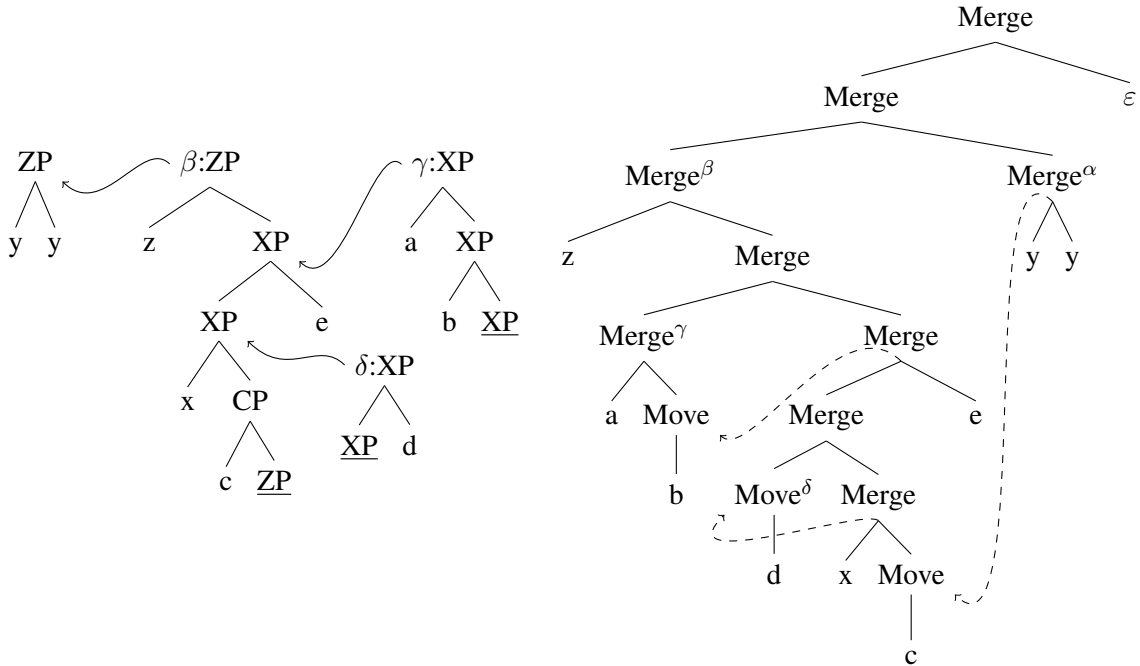 Merge
Merge ε
ZP β:ZP γ:XP Merge^β Merge^α
y y z XP a XP z Merge y y
XP e b XP Merge^γ Merge
x CP δ:XP a Move Merge e
c ZP XP d b Move^δ Merge
d x Move
c